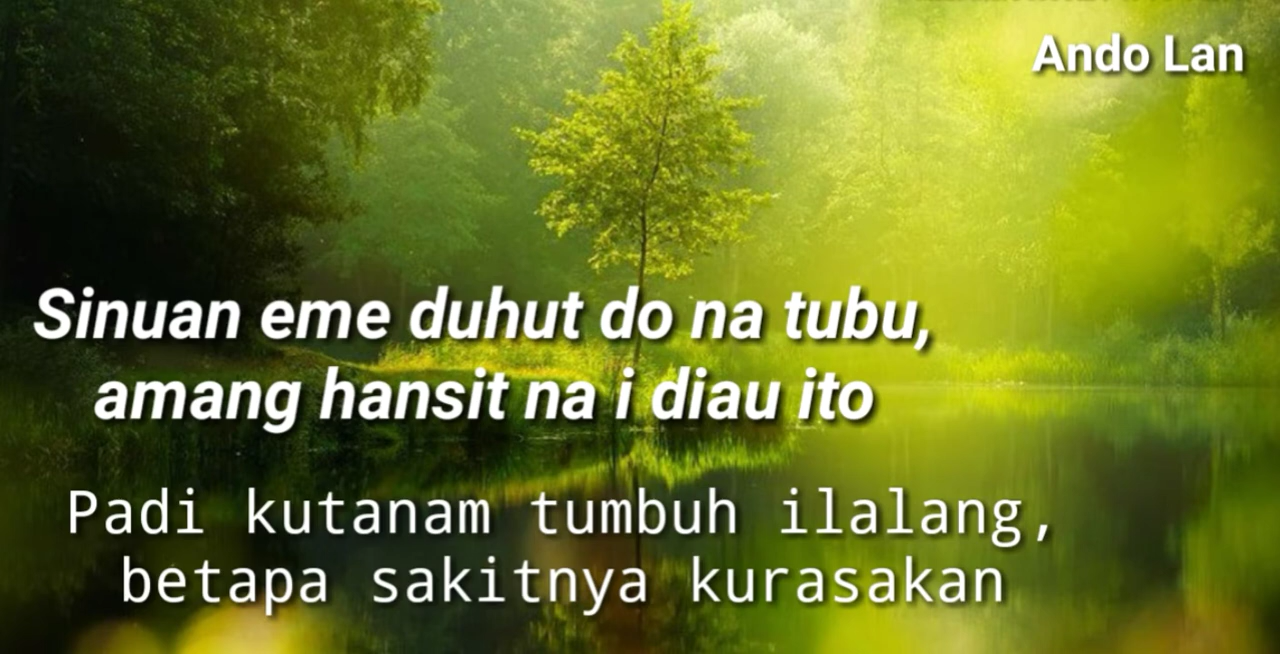 Ando Lan
Sinuan eme duhut do na tubu,
amang hansit na i diau ito
Padi kutanam tumbuh ilalang,
betapa sakitnya kurasakan